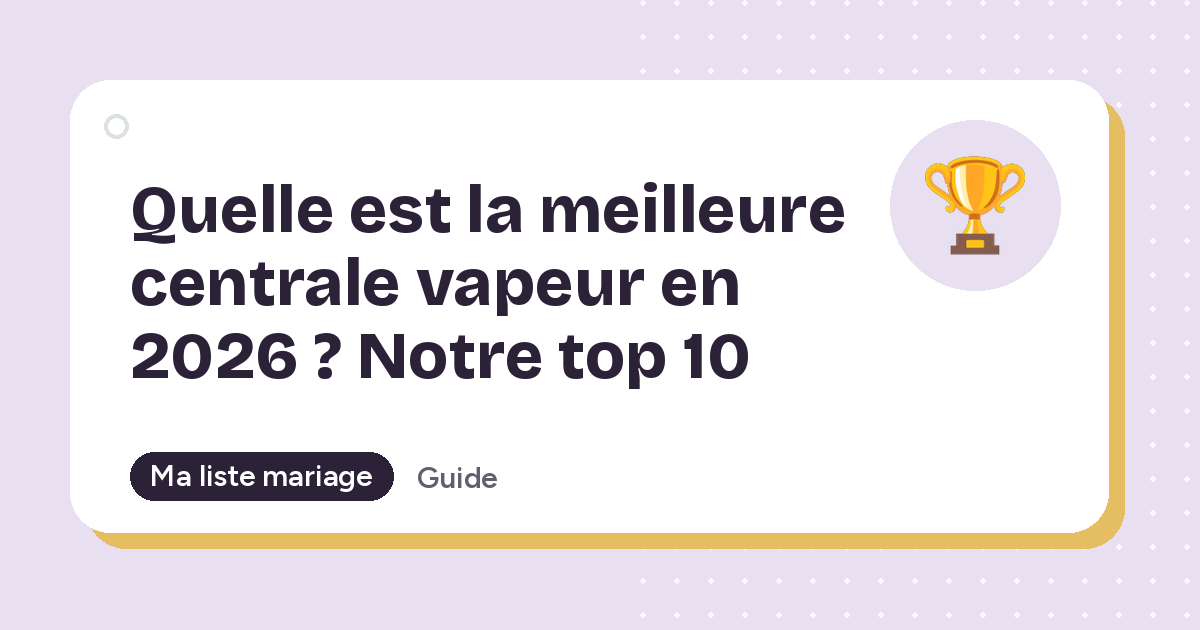 Quelle est la meilleure
centrale vapeur en
2026 ? Notre top 10
Ma liste mariage
Guide